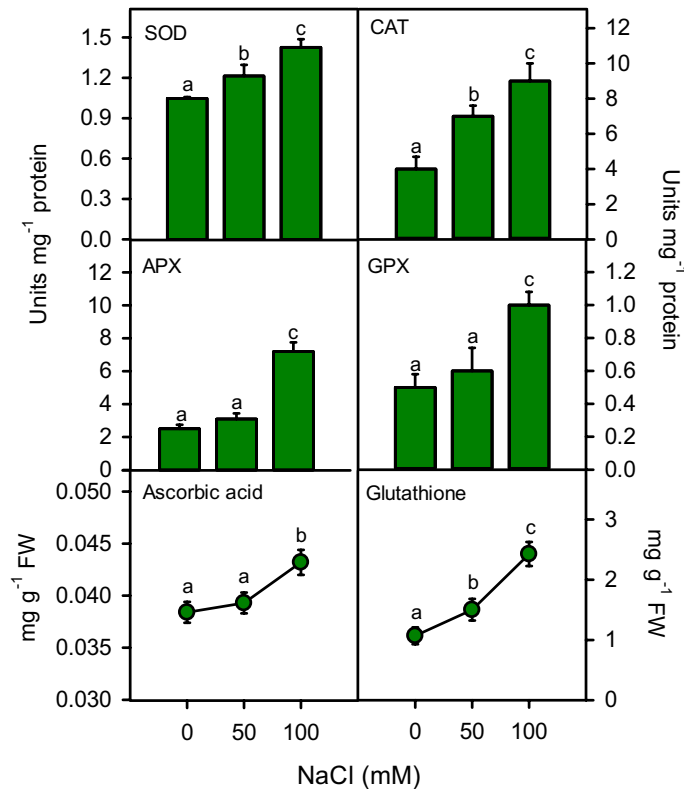 SOD
CAT
1.5
1.2
0.9
0.6
0.3
0.0
a
b
c
a
b
c
12
10
8
6
4
2
0
Units mg⁻¹ protein
Units mg⁻¹ protein
APX
GPX
12
10
8
6
4
2
0
a
a
c
a
a
c
1.2
1.0
0.8
0.6
0.4
0.2
0.0
Ascorbic acid
Glutathione
0.050
0.045
0.040
0.035
0.030
mg g⁻¹ FW
a
a
b
a
b
c
3
2
1
0
mg g⁻¹ FW
0 50 100
0 50 100
NaCl (mM)